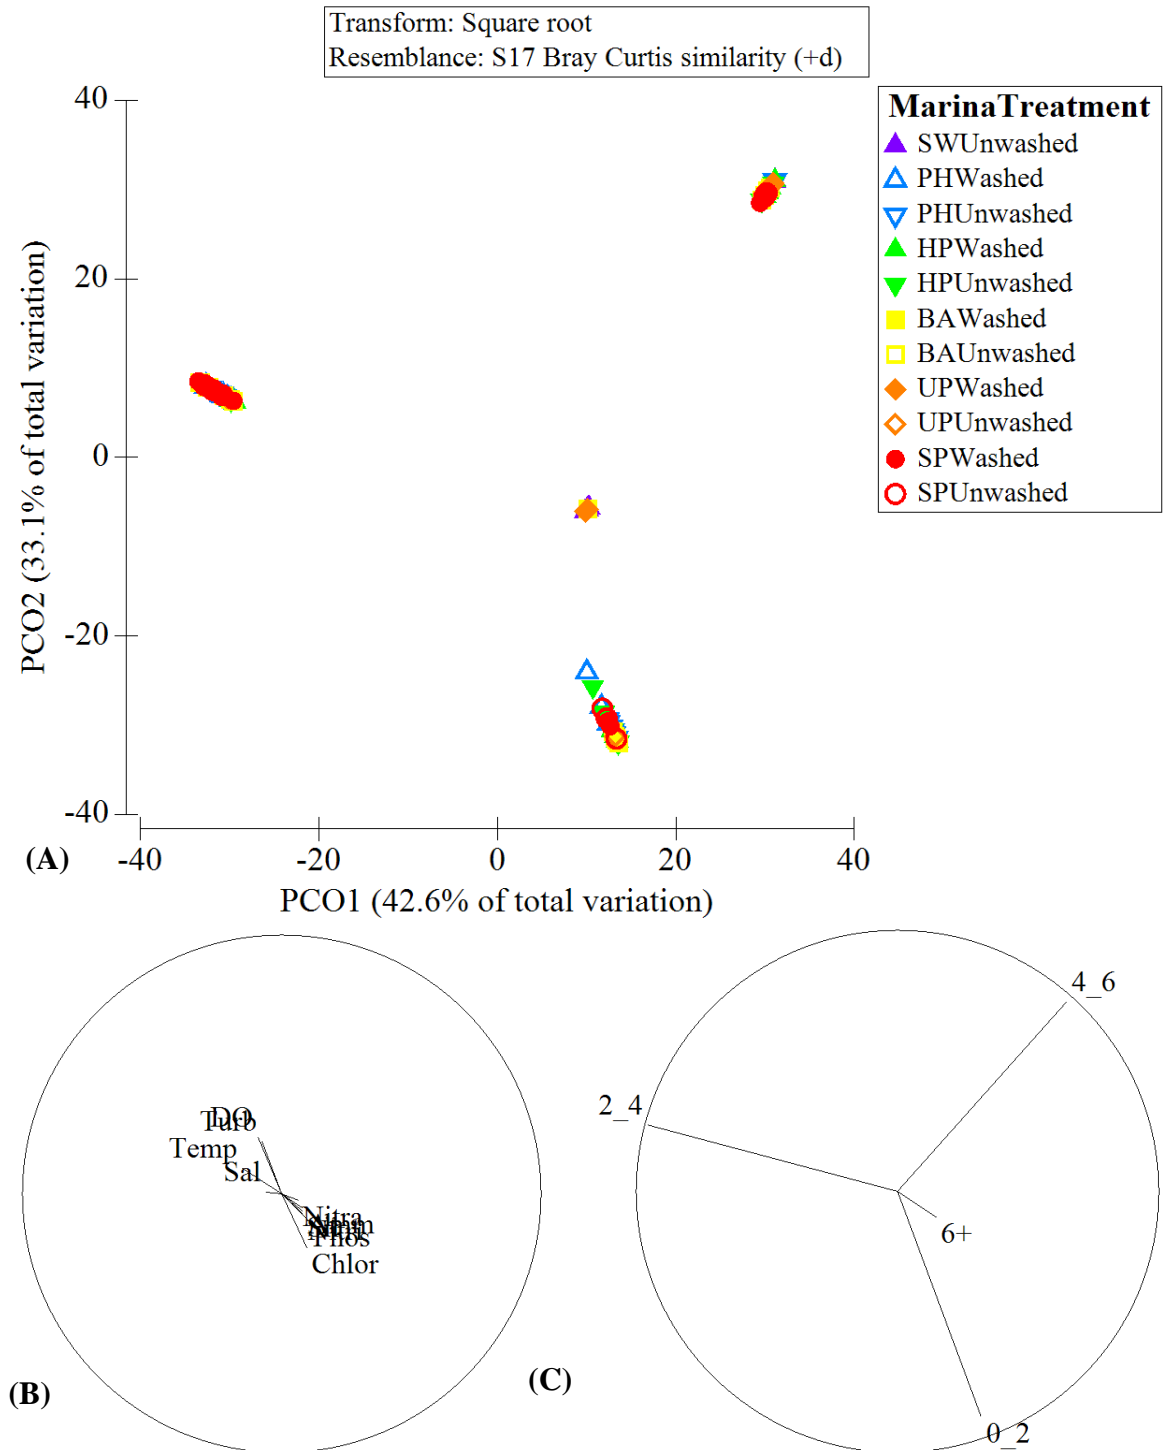 Transform: Square root
Resemblance: S17 Bray Curtis similarity (+d)
MarinaTreatment
SWUnwashed
PHWashed
PHUnwashed
HPWashed
HPUnwashed
BAWashed
BAUnwashed
UPWashed
UPUnwashed
SPWashed
SPUnwashed
40
20
0
-20
-40
PCO2 (33.1% of total variation)
-40
-20
0
20
40
PCO1 (42.6% of total variation)
(A)
DO
Turb
Temp
Sal
Nitra
Phos
Chlor
(B)
4_6
2_4
6+
0_2
(C)